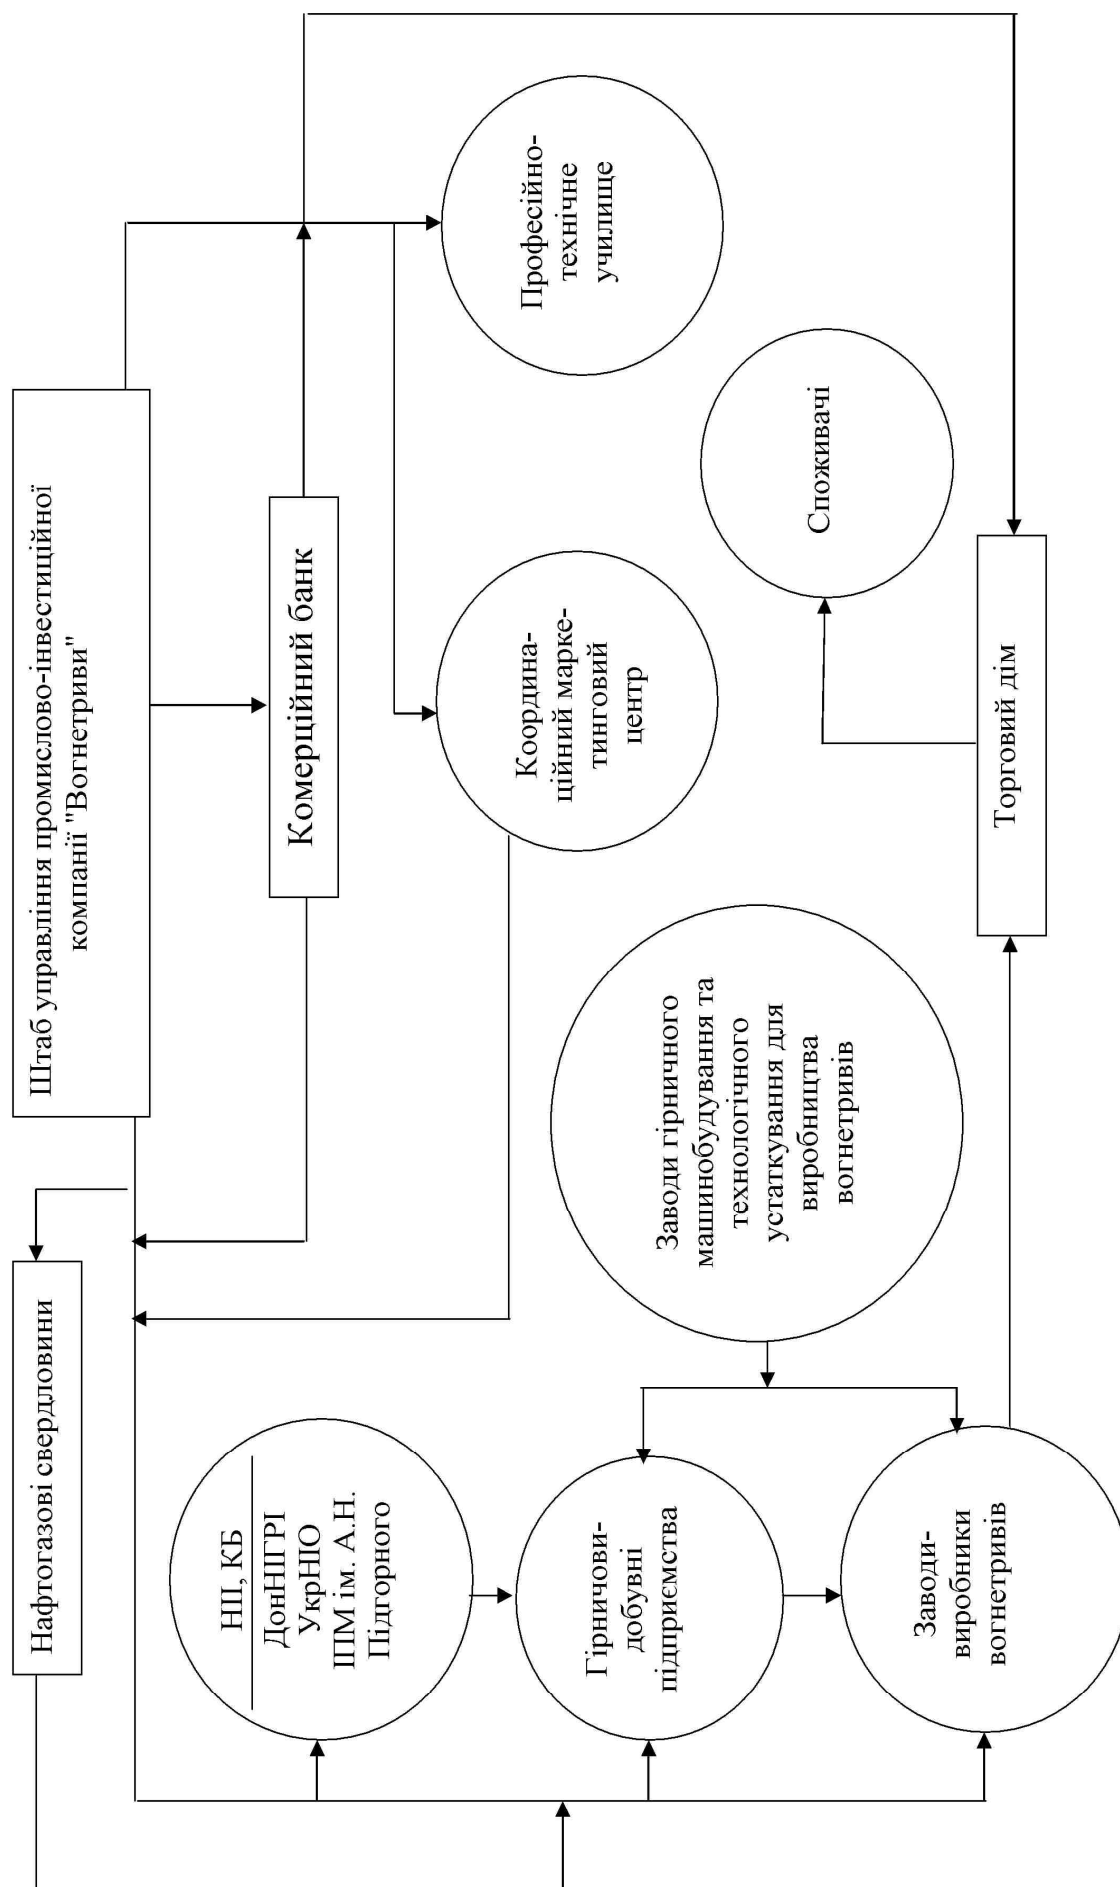 Штаб управління промислово-інвестиційної
компанії "Вогнетриви"
Нафтогазові свердловини
Комерційний банк
НІІ, КБ
ДонНІГРІ
УкрНІО
ІПМ ім. А.Н.
Підгорного
Координа-
ційний марке-
тинговий
центр
Професійно-
технічне
училище
Гірничови-
добувні
підприємства
Заводи гірничого
машинобудування та
технологічного
устаткування для
виробництва
вогнетривів
Споживачі
Заводи-
виробники
вогнетривів
Торговий дім